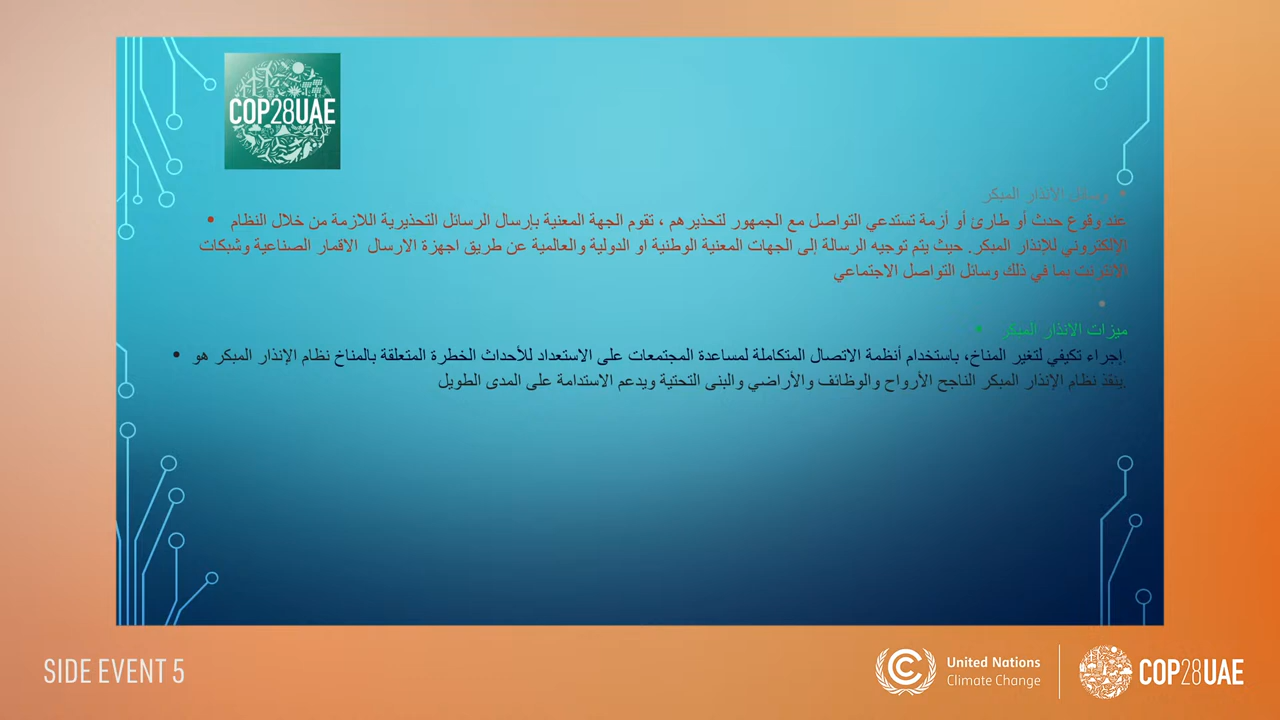 COP28UAE
وسائل الانذار المبكر
عند وقوع حدث أو طارئ أو أزمة تستدعي التواصل مع الجمهور لتحذيرهم ، تقوم الجهة المعنية بإرسال الرسائل التحذيرية اللازمة من خلال النظام
الإلكتروني للإنذار المبكر. حيث يتم توجيه الرسالة إلى الجهات المعنية الوطنية او الدولية والعالمية عن طريق اجهزة الارسال الاقمار الصناعية وشبكات
الانترنت بما في ذلك وسائل التواصل الاجتماعي
ميزات الانذار المبكر
.إجراء تكيفي لتغير المناخ، باستخدام أنظمة الاتصال المتكاملة لمساعدة المجتمعات على الاستعداد للأحداث الخطرة المتعلقة بالمناخ نظام الإنذار المبكر هو
.ينقذ نظام الإنذار المبكر الناجح الأرواح والوظائف والأراضي والبنى التحتية ويدعم الاستدامة على المدى الطويل
SIDE EVENT 5
United Nations
Climate Change
COP28UAE